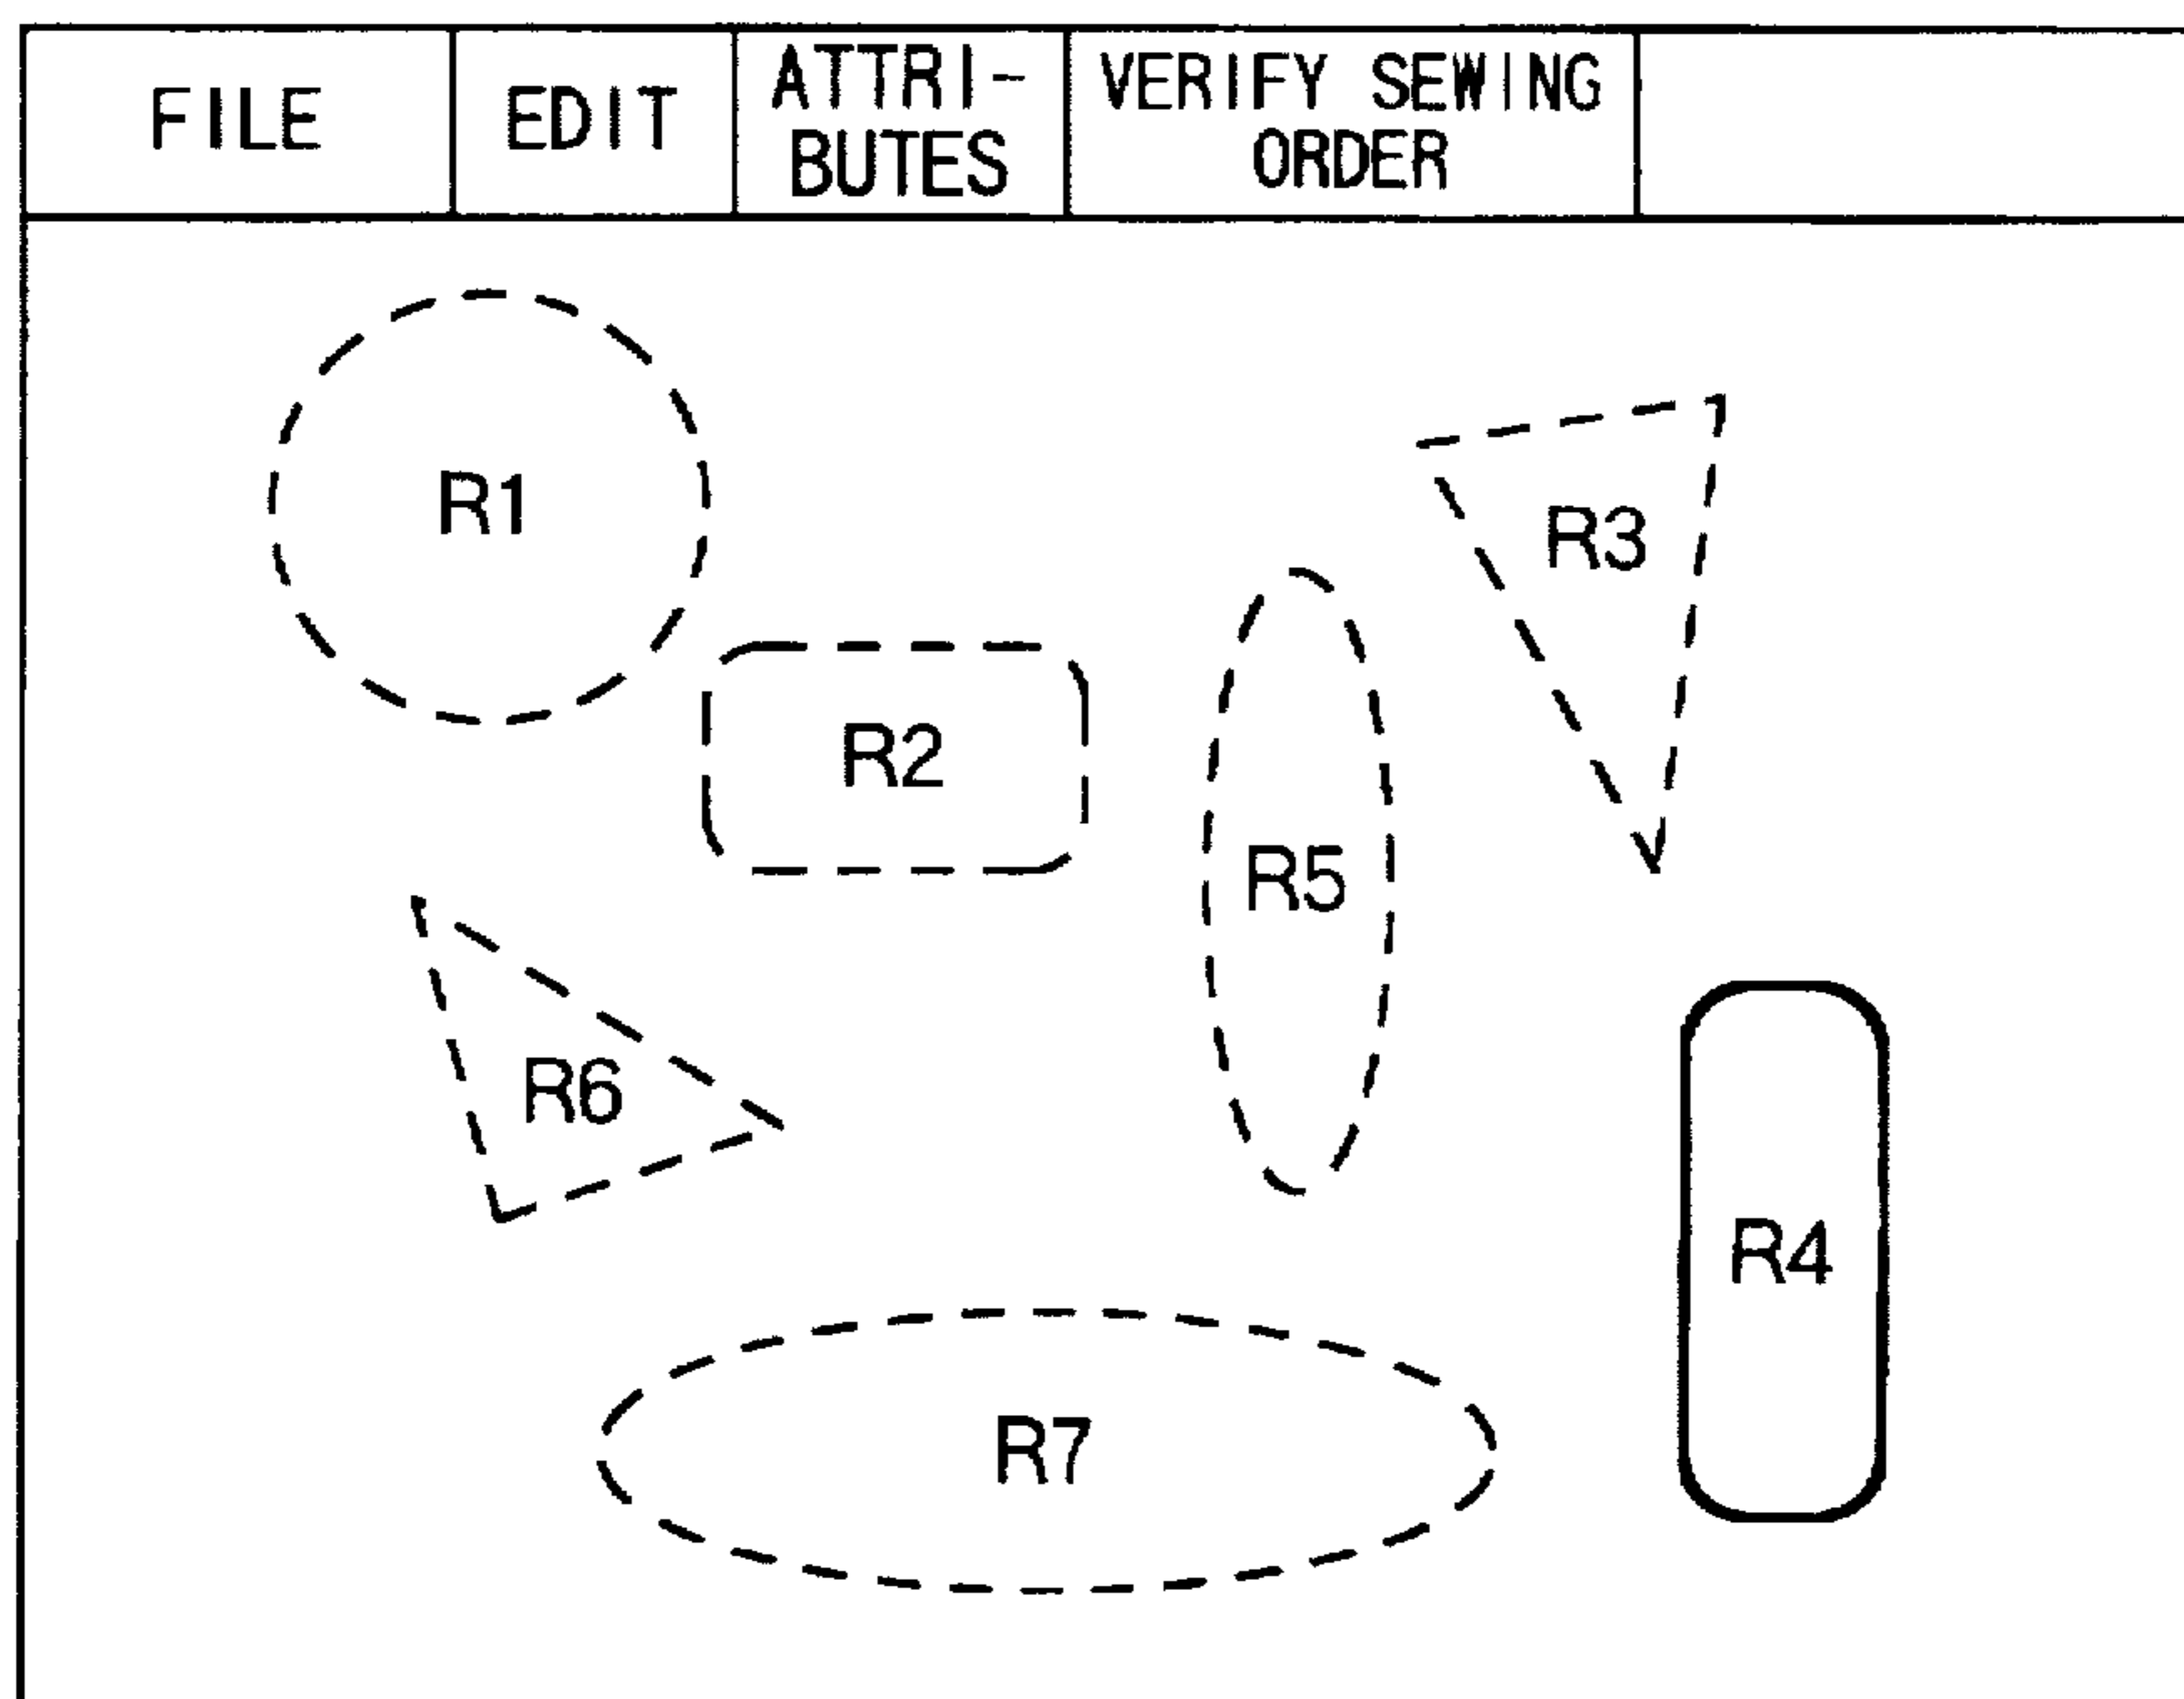 FILE
EDIT
ATTRI-
BUTES
VERIFY SEWING
ORDER
R1
R3
R2
R5
R6
R4
R7